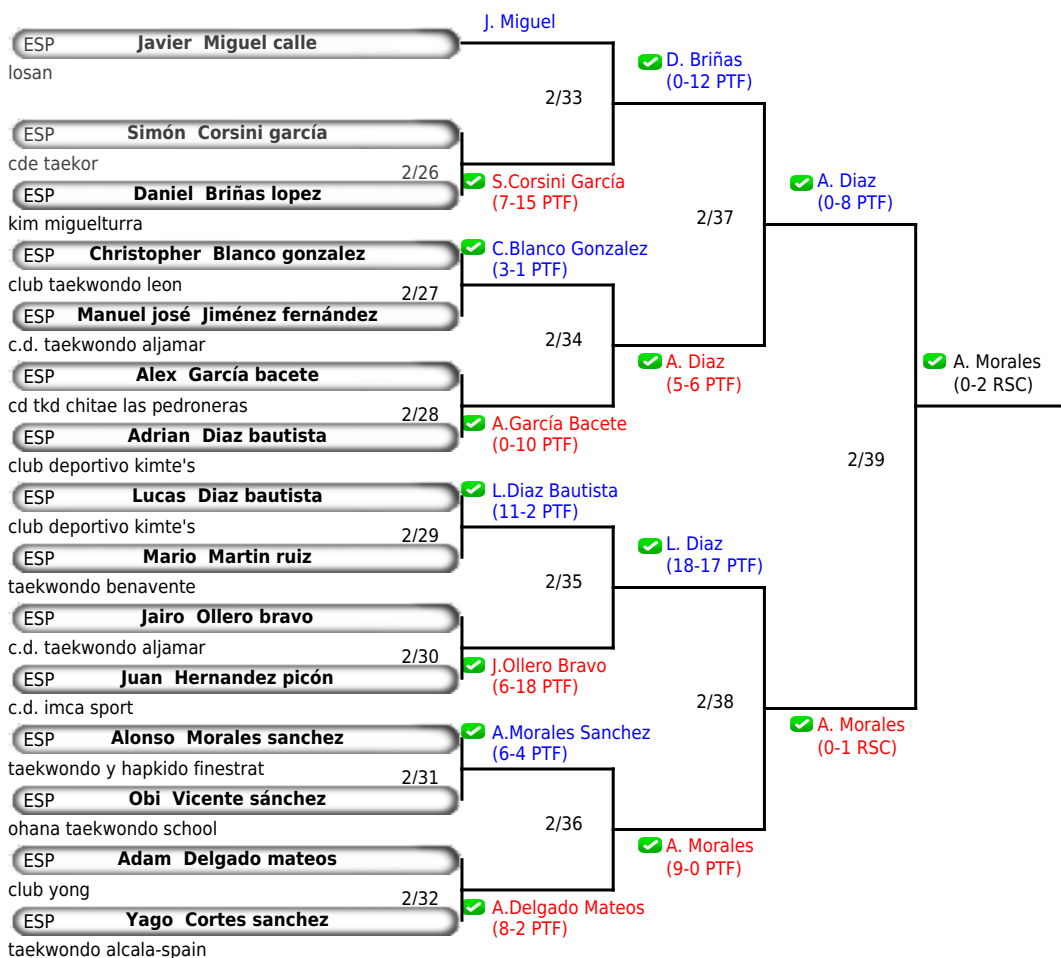 J. Miguel
ESP Javier Miguel calle
losan
D. Briñas
(0-12 PTF)
2/33
ESP Simón Corsini garcía
cde taekor
2/26
S.Corsini García
(7-15 PTF)
ESP Daniel Briñas lopez
kim miguelturra
A. Diaz
(0-8 PTF)
2/37
ESP Christopher Blanco gonzalez
club taekwondo leon
C.Blanco Gonzalez
(3-1 PTF)
2/27
ESP Manuel josé Jiménez fernández
c.d. taekwondo aljamar
2/34
A. Diaz
(5-6 PTF)
ESP Alex García bacete
cd tkd chitae las pedroneras
2/28
A.García Bacete
(0-10 PTF)
ESP Adrian Diaz bautista
club deportivo kimte's
A. Morales
(0-2 RSC)
2/39
ESP Lucas Diaz bautista
club deportivo kimte's
L.Diaz Bautista
(11-2 PTF)
2/29
ESP Mario Martin ruiz
taekwondo benavente
L. Diaz
(18-17 PTF)
2/35
ESP Jairo Ollero bravo
c.d. taekwondo aljamar
2/30
J.Ollero Bravo
(6-18 PTF)
ESP Juan Hernandez picón
c.d. imca sport
2/38
A. Morales
(0-1 RSC)
ESP Alonso Morales sanchez
taekwondo y hapkido finestrat
A.Morales Sanchez
(6-4 PTF)
2/31
ESP Obi Vicente sánchez
ohana taekwondo school
2/36
A. Morales
(9-0 PTF)
ESP Adam Delgado mateos
club yong
2/32
A.Delgado Mateos
(8-2 PTF)
ESP Yago Cortes sanchez
taekwondo alcala-spain